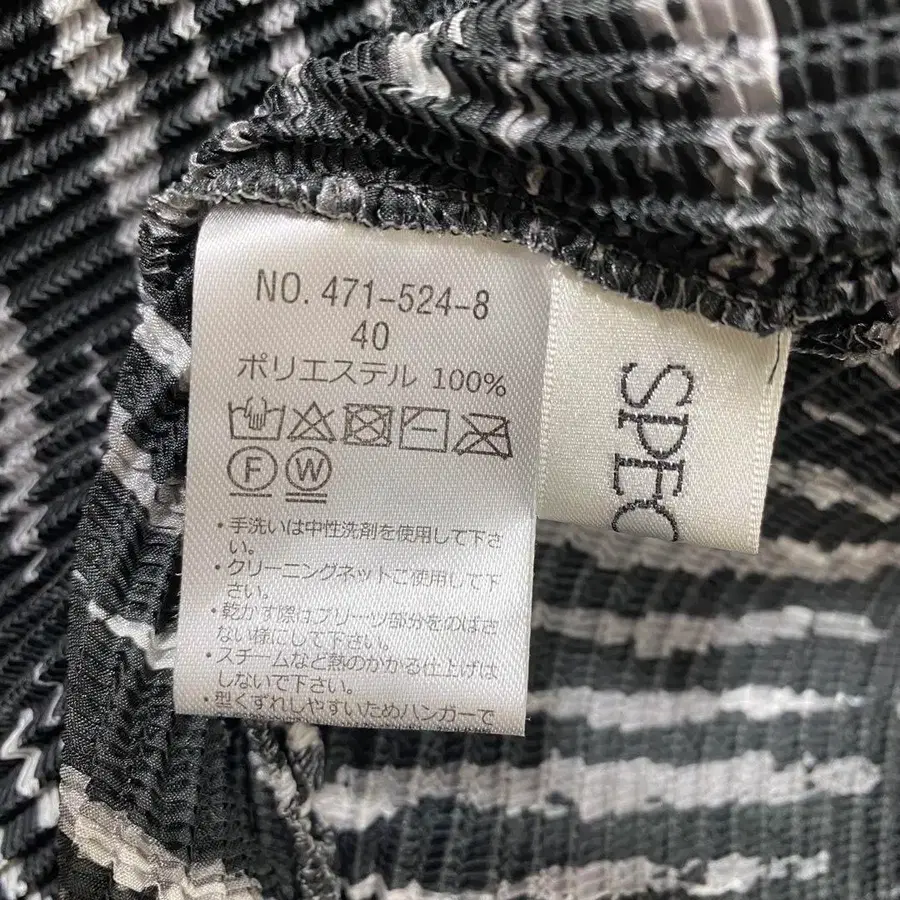 NO. 471-524-8
40
ポリエステル 100%
F W
・手洗いは中性洗剤を使用して下さ
い。
・クリーニングネットご使用して下
さい。
・乾かす際はプリーツ部分をのばさ
ない様にして下さい。
・スチームなど熱のかかる仕上げは
しないで下さい。
・型くずれしやすいためハンガーで
SPEC